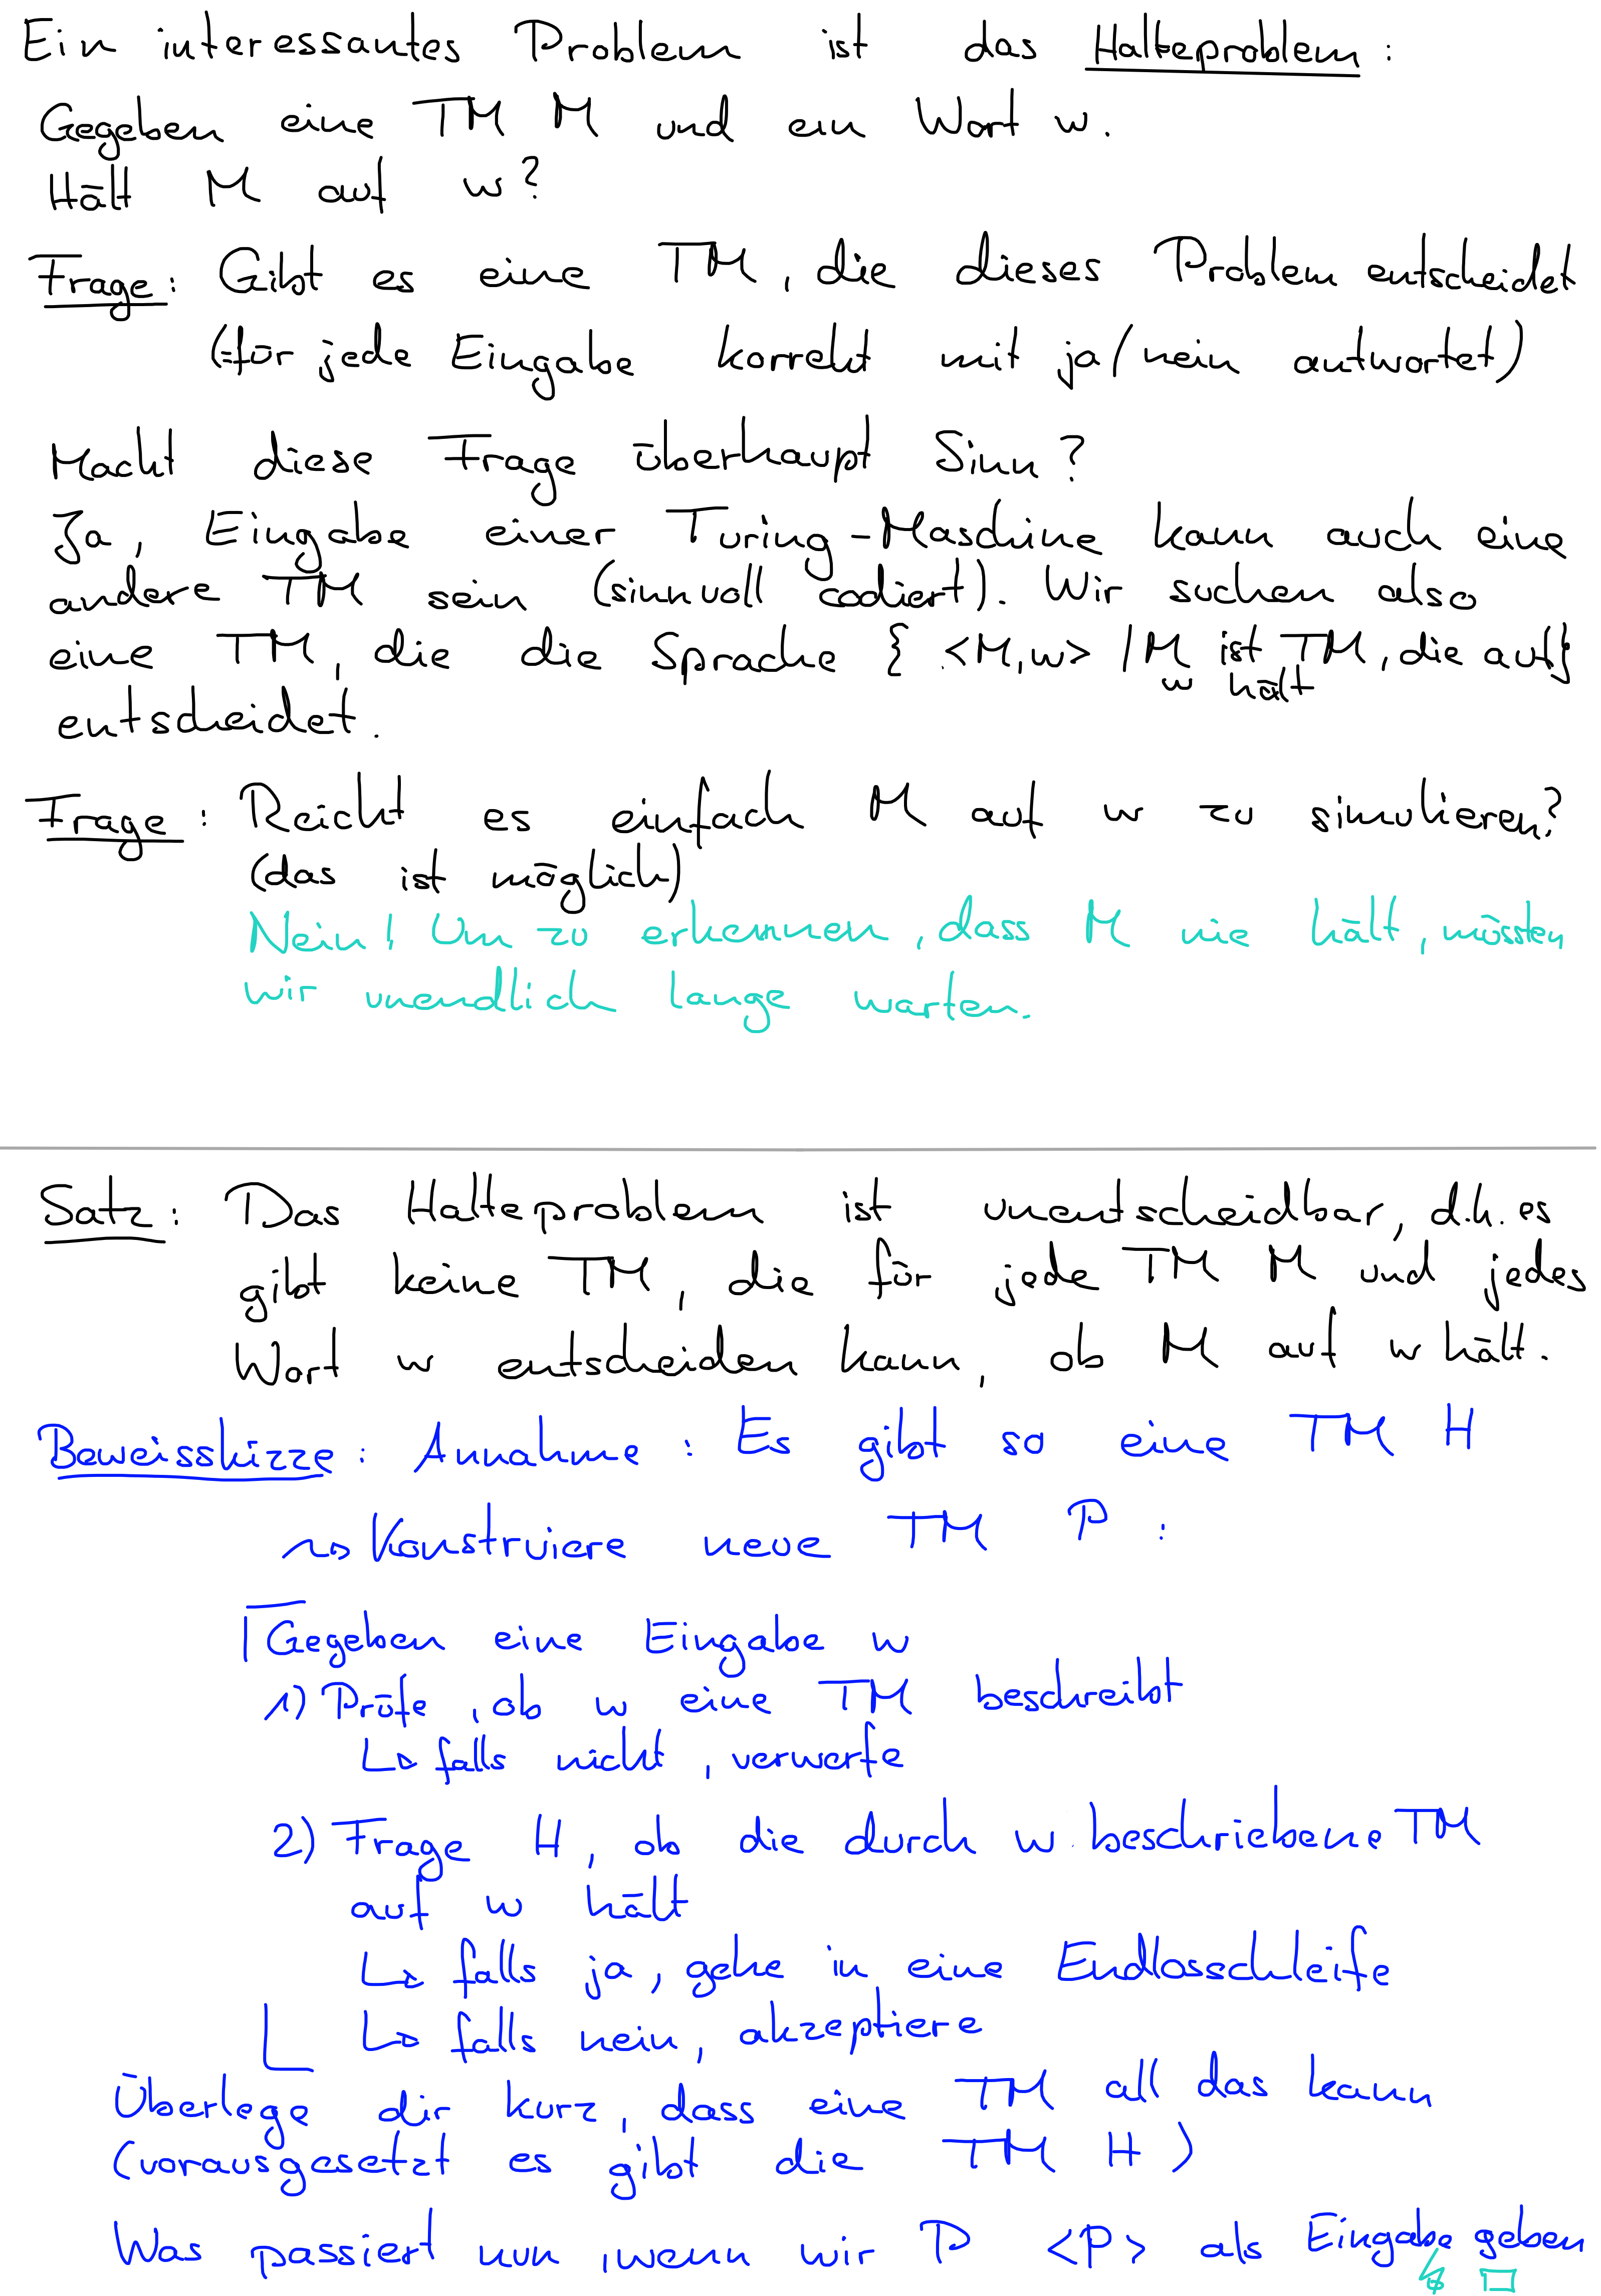 Ein interessantes Problem ist das Halteproblem:
Gegeben eine TM M und ein Wort w.
Hält M auf w?
Frage: Gibt es eine TM, die dieses Problem entscheidet
(=für jede Eingabe korrekt mit ja/nein antwortet)
Macht diese Frage überhaupt Sinn?
Ja, Eingabe einer Turing-Maschine kann auch eine
andere TM sein (sinnvoll codiert). Wir suchen also
eine TM, die die Sprache { <M,w> | M ist TM, die auf}
w hält
entscheidet.
Frage: Reicht es einfach M auf w zu simulieren?
(das ist möglich)
Nein! Um zu erkennen, dass M nie hält, müssten
wir unendlich lange warten.
Satz: Das Halteproblem ist unentscheidbar, d.h. es
gibt keine TM, die für jede TM M und jedes
Wort w entscheiden kann, ob M auf w hält.
Beweisskizze: Annahme: Es gibt so eine TM H
⇝ Konstruiere neue TM P:
Gegeben eine Eingabe w
1) Prüfe, ob w eine TM beschreibt
↳ falls nicht, verwerfe
2) Frage H, ob die durch w beschriebene TM
auf w hält
↳ falls ja, gehe in eine Endlosschleife
↳ falls nein, akzeptiere
Überlege dir kurz, dass eine TM all das kann
(vorausgesetzt es gibt die TM H)
Was passiert nun, wenn wir P <P> als Eingabe geben
↯ □